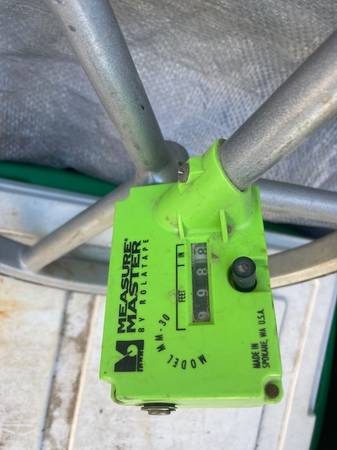 MEASURE®
MASTER
BY ROLATAPE
MODEL MM-30
FEET IN
MADE IN
SPOKANE, WA U.S.A.